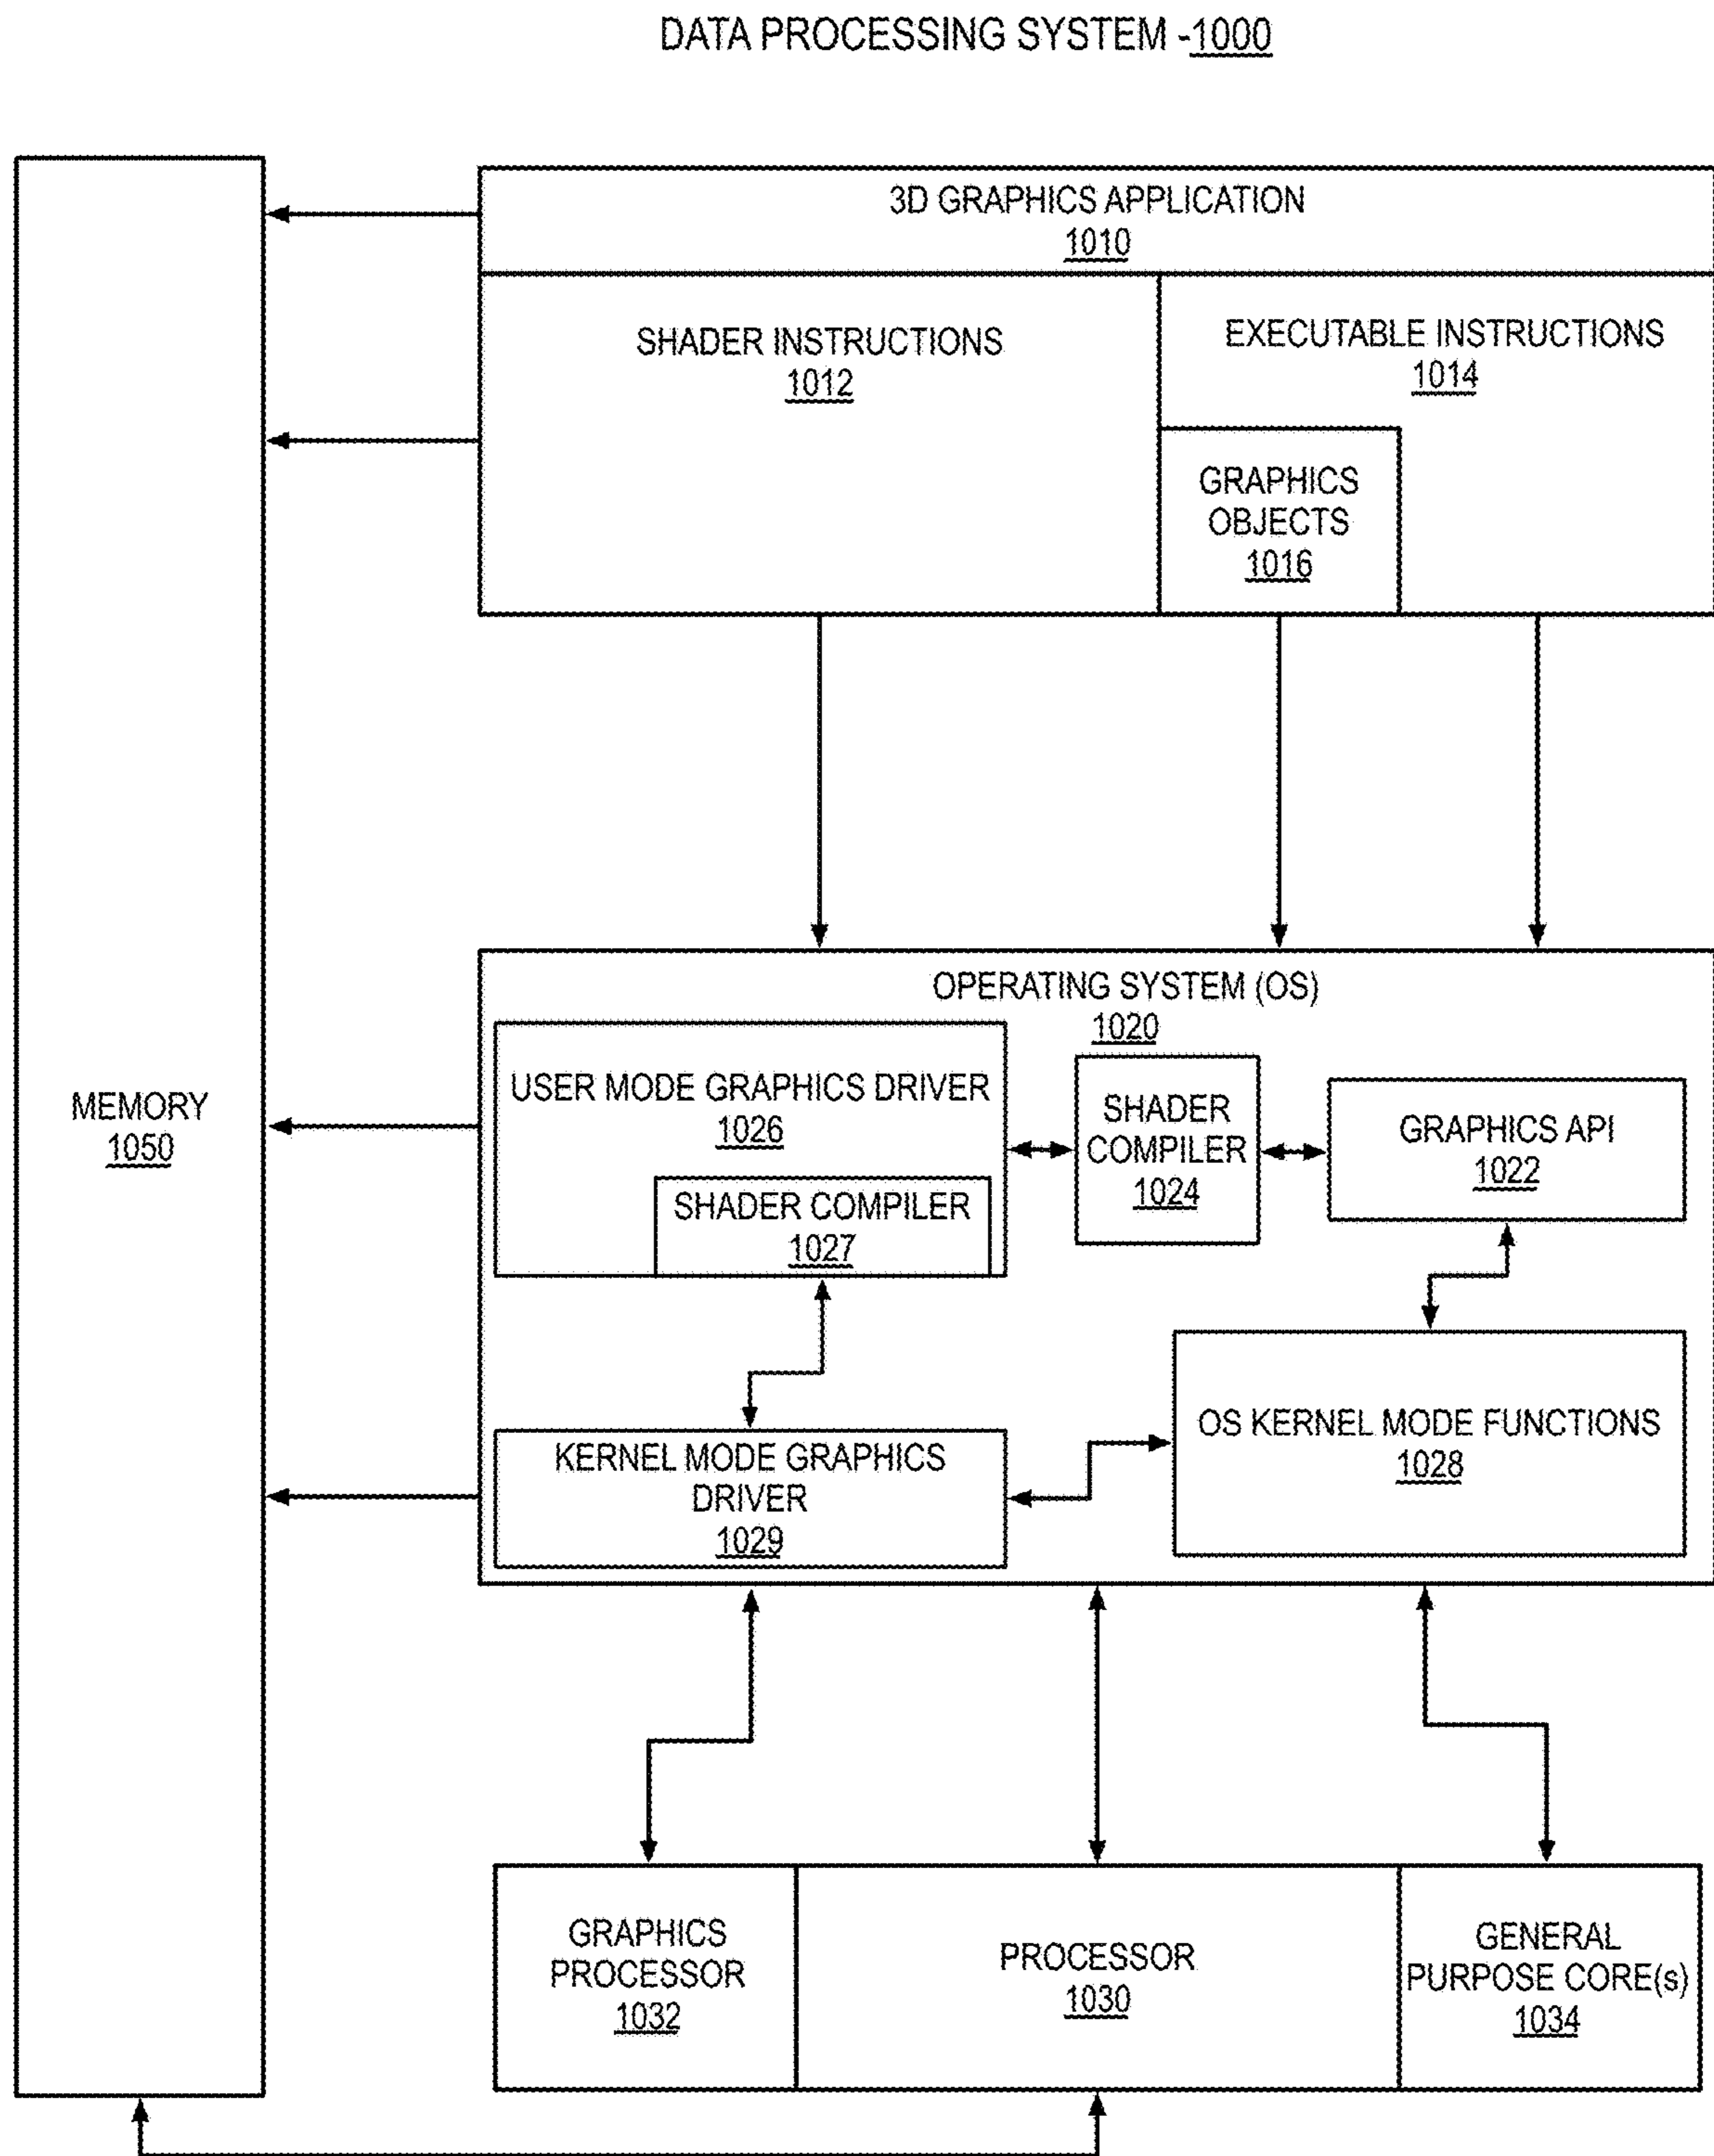 DATA PROCESSING SYSTEM -1000
3D GRAPHICS APPLICATION
1010
SHADER INSTRUCTIONS
1012
EXECUTABLE INSTRUCTIONS
1014
GRAPHICS
OBJECTS
1016
MEMORY
1050
OPERATING SYSTEM (OS)
1020
USER MODE GRAPHICS DRIVER
1026
SHADER COMPILER
1027
SHADER
COMPILER
1024
GRAPHICS API
1022
KERNEL MODE GRAPHICS
DRIVER
1029
OS KERNEL MODE FUNCTIONS
1028
GRAPHICS
PROCESSOR
1032
PROCESSOR
1030
GENERAL
PURPOSE CORE(s)
1034